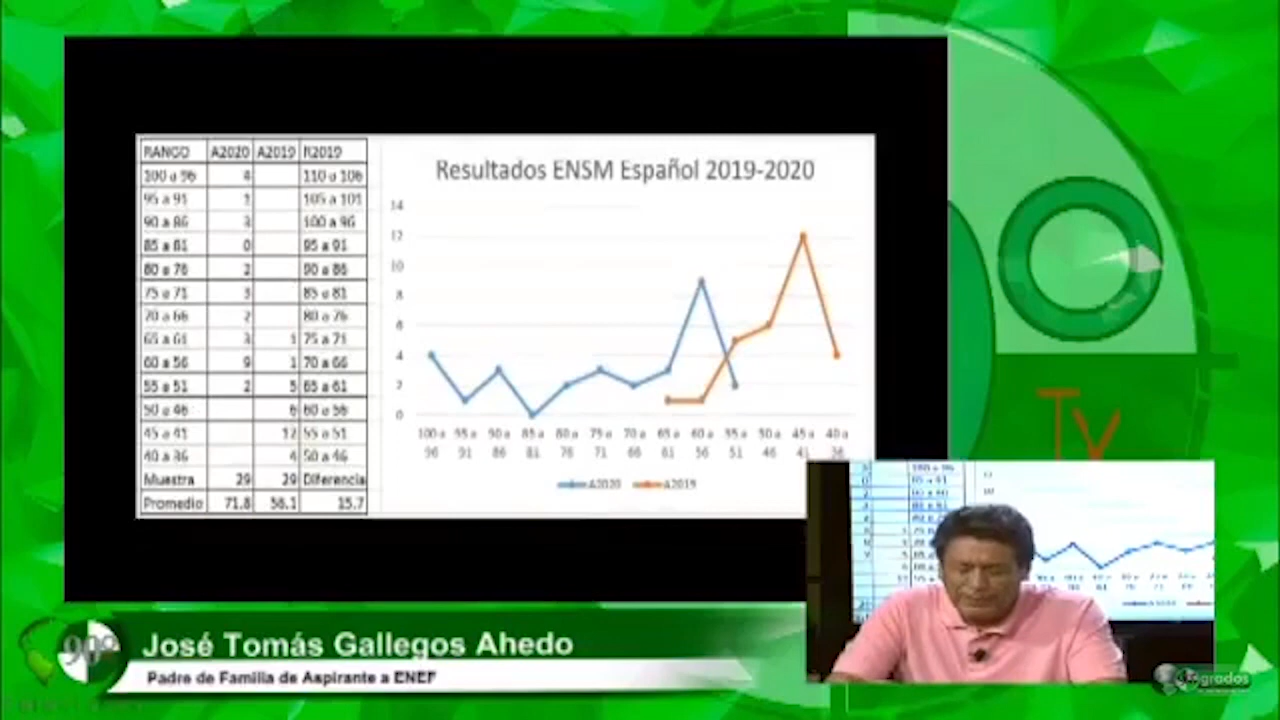 RANGO A2020 A2019 R2019
100 a 96 4 110 a 106
95 a 91 1 105 a 101
90 a 86 3 100 a 96
85 a 81 0 95 a 91
80 a 76 2 90 a 86
75 a 71 3 85 a 81
70 a 66 2 80 a 76
65 a 61 3 1 75 a 71
60 a 56 9 1 70 a 66
55 a 51 2 5 65 a 61
50 a 46 6 60 a 56
45 a 41 12 55 a 51
40 a 36 4 50 a 46
Muestra 29 29 Diferencia
Promedio 71.8 56.1 15.7
Resultados ENSM Español 2019-2020
14
12
10
8
6
4
2
0
100 a 95 a 90 a 85 a 80 a 75 a 70 a 65 a 60 a 55 a 50 a 45 a 40 a
96 91 86 81 76 71 66 61 56 51 46 41 36
A2020 A2019
Tv
90°
José Tomás Gallegos Ahedo
Padre de Familia de Aspirante a ENEF